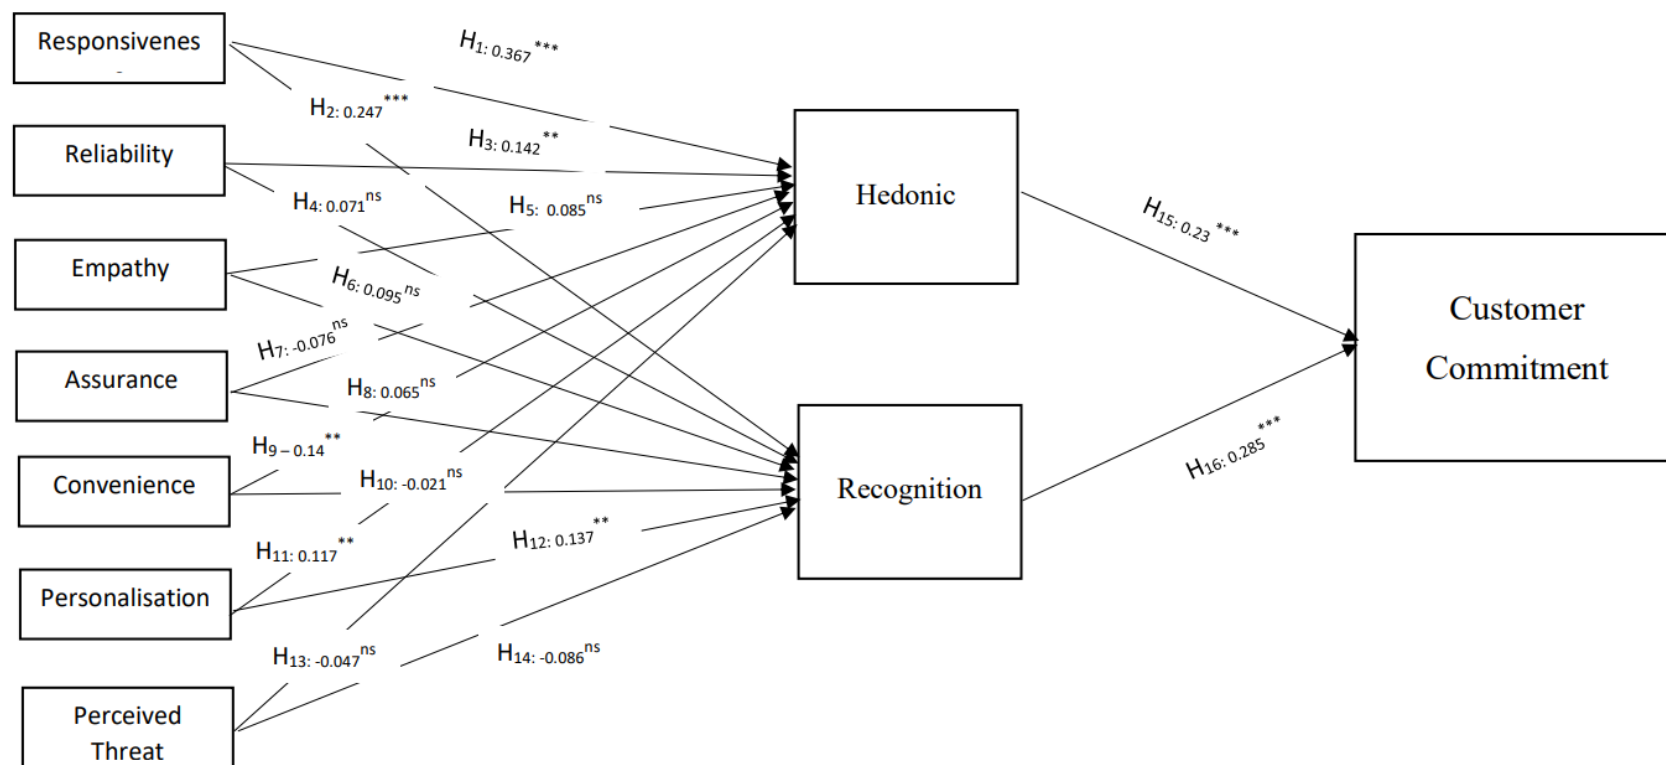 Responsivenes
H1: 0.367***
H2: 0.247***
Reliability
H3: 0.142**
H4: 0.071ns
H5: 0.085ns
Hedonic
Empathy
H6: 0.095ns
H15: 0.23***
Customer
Commitment
H7: -0.076ns
Assurance
H8: 0.065ns
H9 – 0.14**
Convenience
H10: -0.021ns
Recognition
H16: 0.285***
H11: 0.117**
H12: 0.137**
Personalisation
H13: -0.047ns
H14: -0.086ns
Perceived
Threat